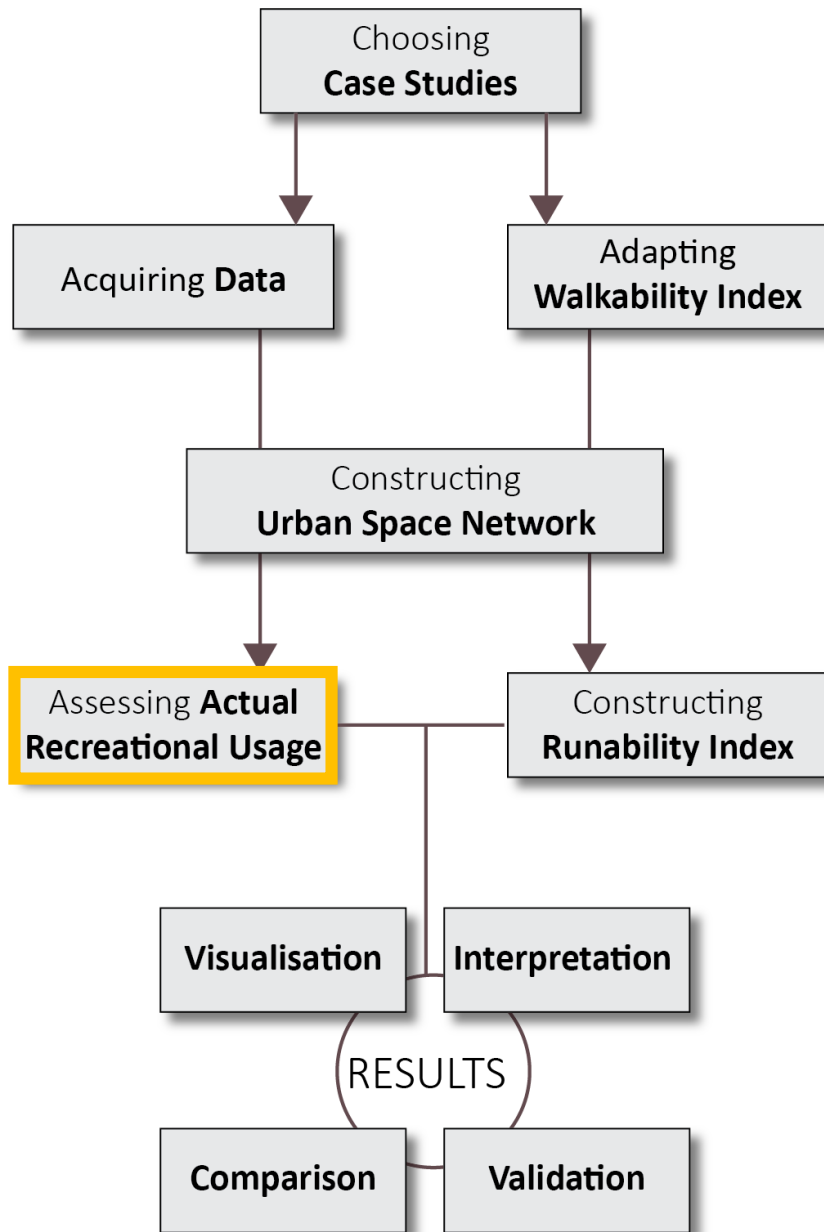 Choosing
Case Studies
Acquiring Data
Adapting
Walkability Index
Constructing
Urban Space Network
Assessing Actual
Recreational Usage
Constructing
Runability Index
Visualisation
Interpretation
RESULTS
Comparison
Validation